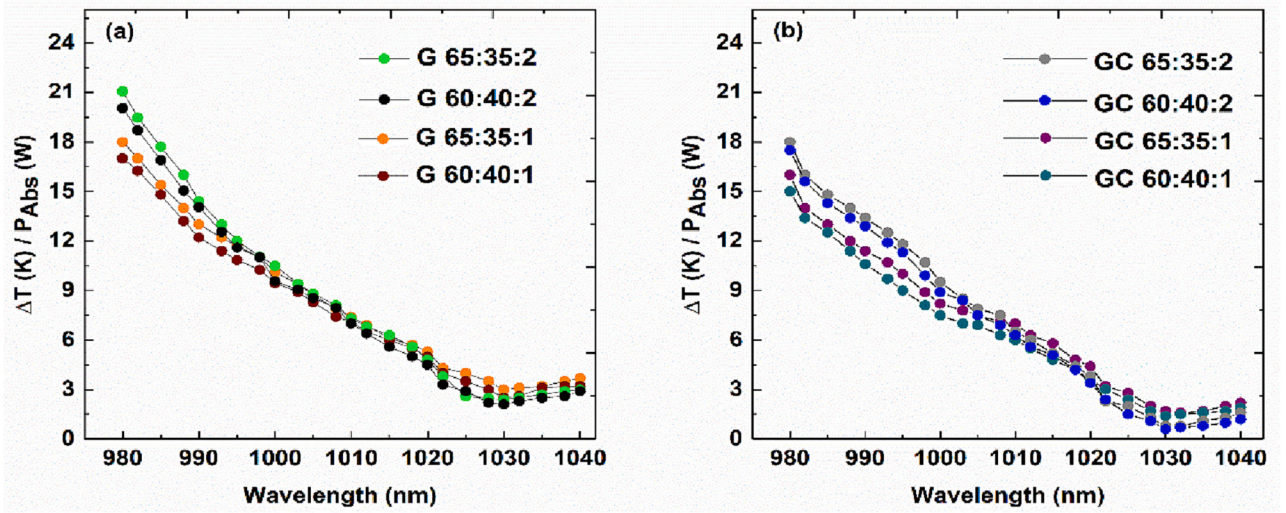 (a)
G 65:35:2
G 60:40:2
G 65:35:1
G 60:40:1
ΔT (K) / P_Abs (W)
24
21
18
15
12
9
6
3
0
980 990 1000 1010 1020 1030 1040
Wavelength (nm)
(b)
GC 65:35:2
GC 60:40:2
GC 65:35:1
GC 60:40:1
ΔT (K) / P_Abs (W)
24
21
18
15
12
9
6
3
0
980 990 1000 1010 1020 1030 1040
Wavelength (nm)